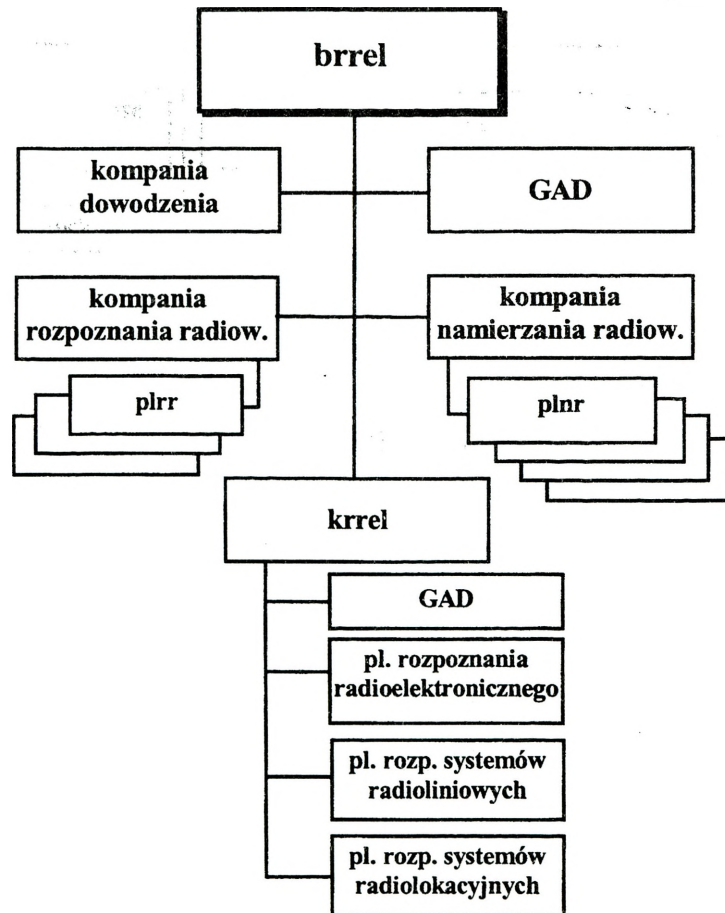 brrel
kompania
dowodzenia
GAD
kompania
rozpoznania radiow.
kompania
namierzania radiow.
plrr
plnr
krrel
GAD
pl. rozpoznania
radioelektronicznego
pl. rozp. systemów
radioliniowych
pl. rozp. systemów
radiolokacyjnych